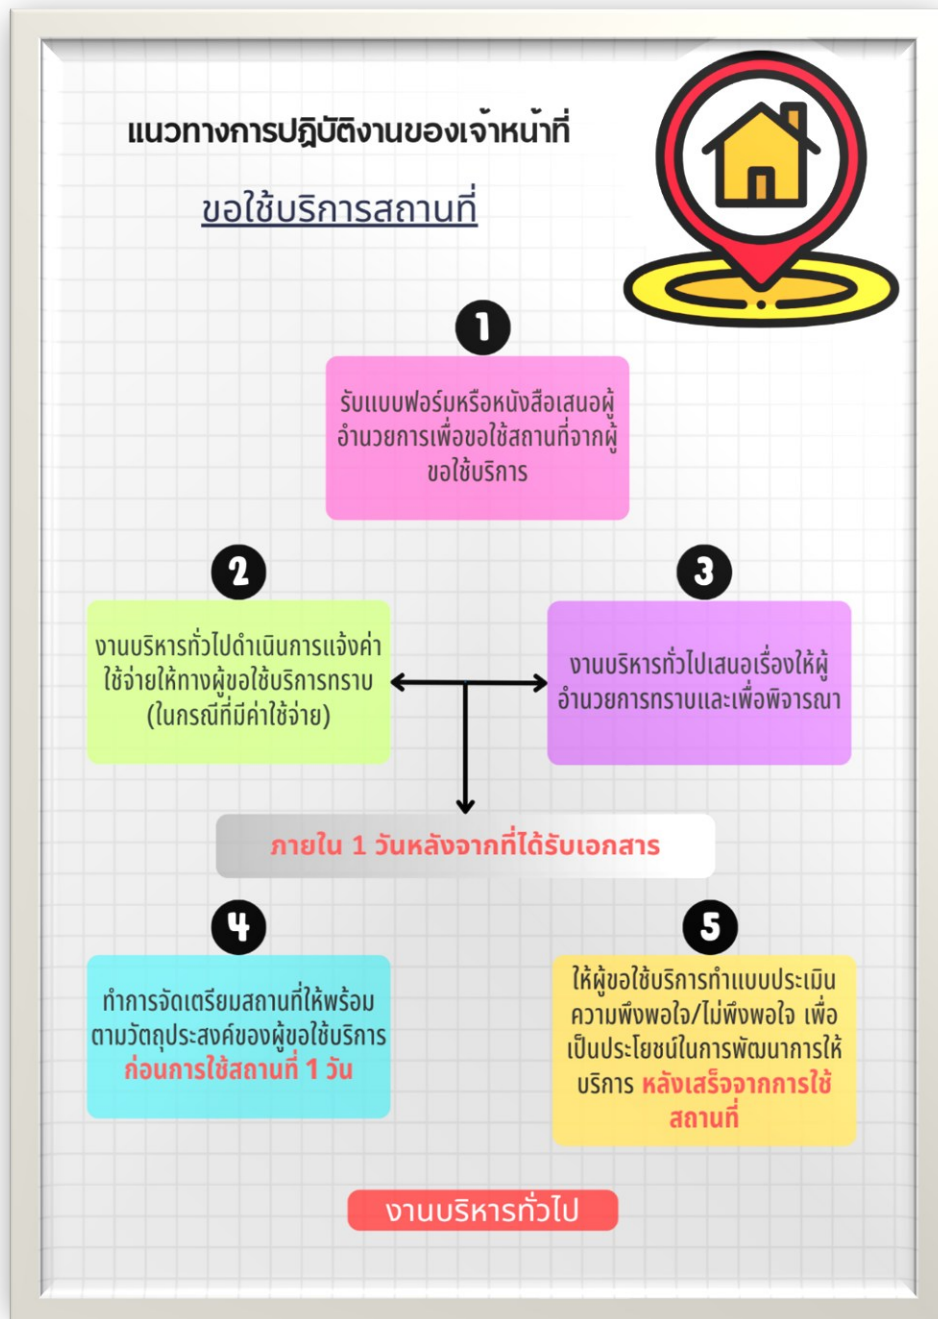 แนวทางการปฏิบัติงานของเจ้าหน้าที่
ขอใช้บริการสถานที่
1
รับแบบฟอร์มหรือหนังสือเสนอผู้
อำนวยการเพื่อขอใช้สถานที่จากผู้
ขอใช้บริการ
2
งานบริหารทั่วไปดำเนินการแจ้งค่า
ใช้จ่ายให้ทางผู้ขอใช้บริการทราบ
(ในกรณีที่มีค่าใช้จ่าย)
3
งานบริหารทั่วไปเสนอเรื่องให้ผู้
อำนวยการทราบและเพื่อพิจารณา
ภายใน 1 วันหลังจากที่ได้รับเอกสาร
4
ทำการจัดเตรียมสถานที่ให้พร้อม
ตามวัตถุประสงค์ของผู้ขอใช้บริการ
ก่อนการใช้สถานที่ 1 วัน
5
ให้ผู้ขอใช้บริการทำแบบประเมิน
ความพึงพอใจ/ไม่พึงพอใจ เพื่อ
เป็นประโยชน์ในการพัฒนาการให้
บริการ หลังเสร็จจากการใช้
สถานที่
งานบริหารทั่วไป